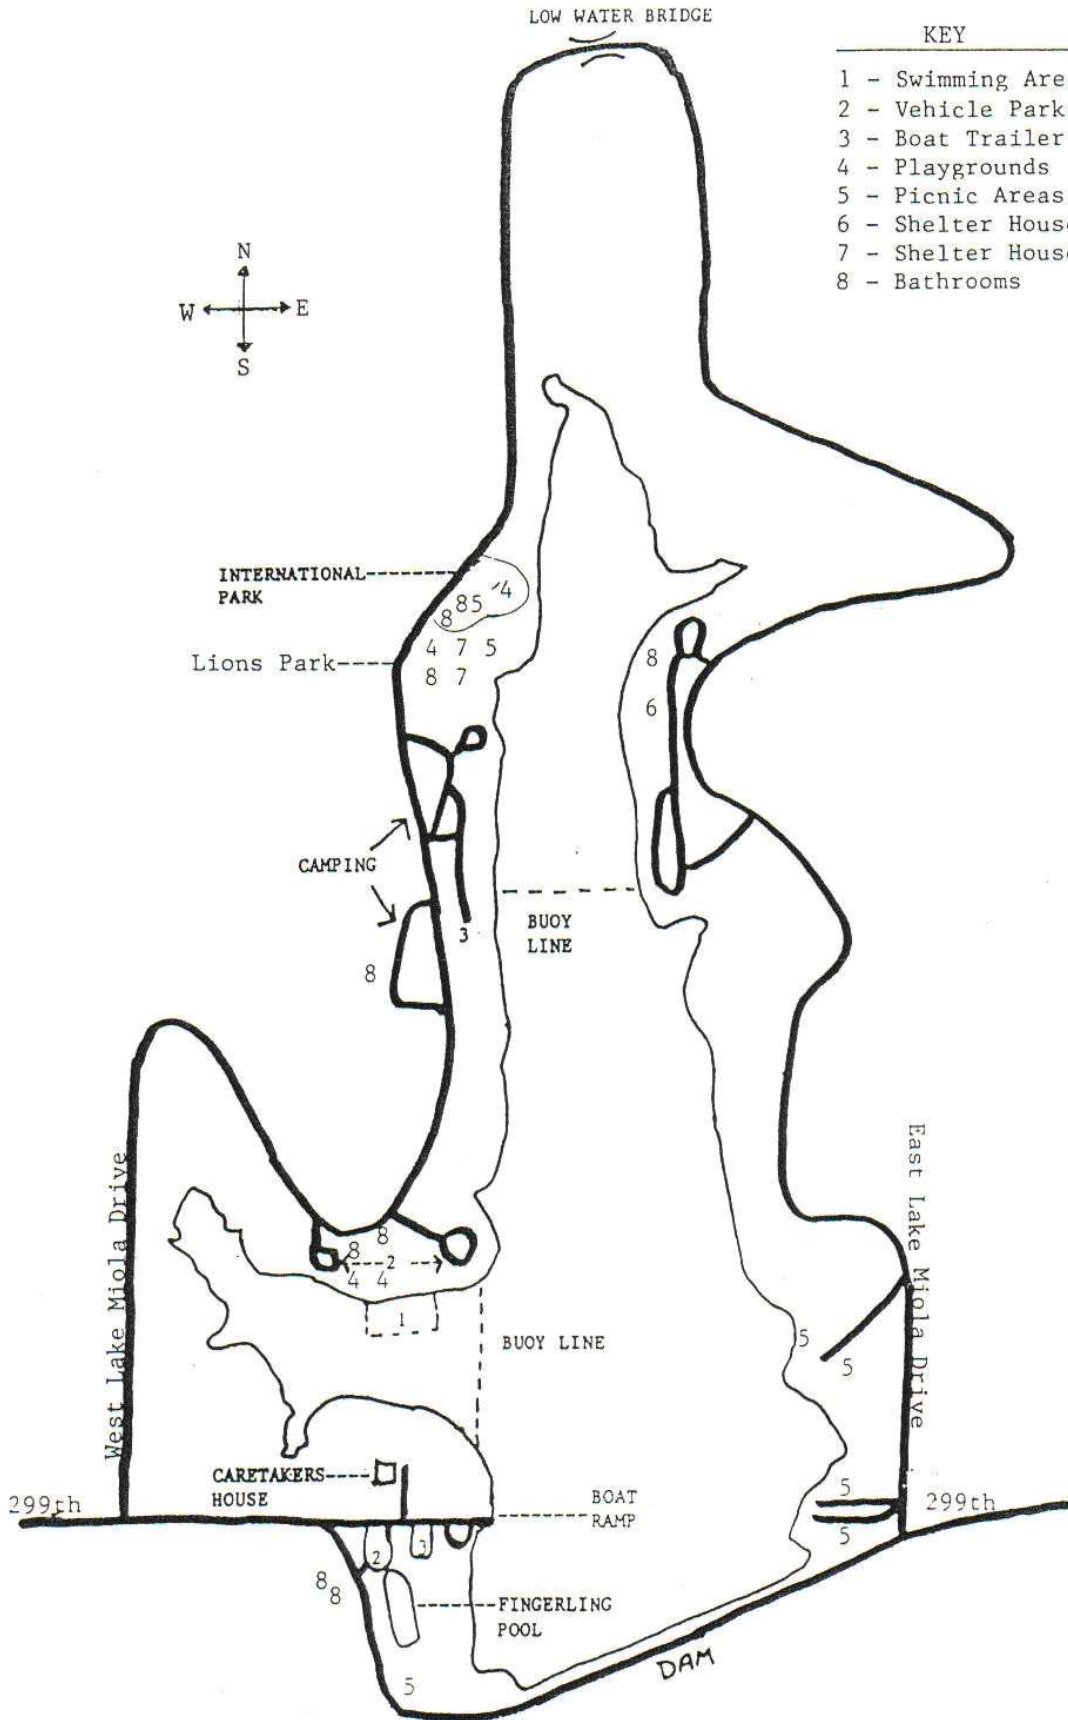 LOW WATER BRIDGE
KEY
1 - Swimming Are
2 - Vehicle Park
3 - Boat Trailer
4 - Playgrounds
5 - Picnic Areas
6 - Shelter House
7 - Shelter House
8 - Bathrooms
N
W E
S
INTERNATIONAL
PARK
4
8 8 5
4 7 5
Lions Park
8 7
8
6
CAMPING
BUOY
LINE
3
8
West Lake Miola Drive
East Lake Miola Drive
8
8 2
4 4
1
BUOY LINE
5
5
CARETAKERS
HOUSE
299th
BOAT
RAMP
5
299th
5
2 3
8
8
FINGERLING
POOL
5
DAM